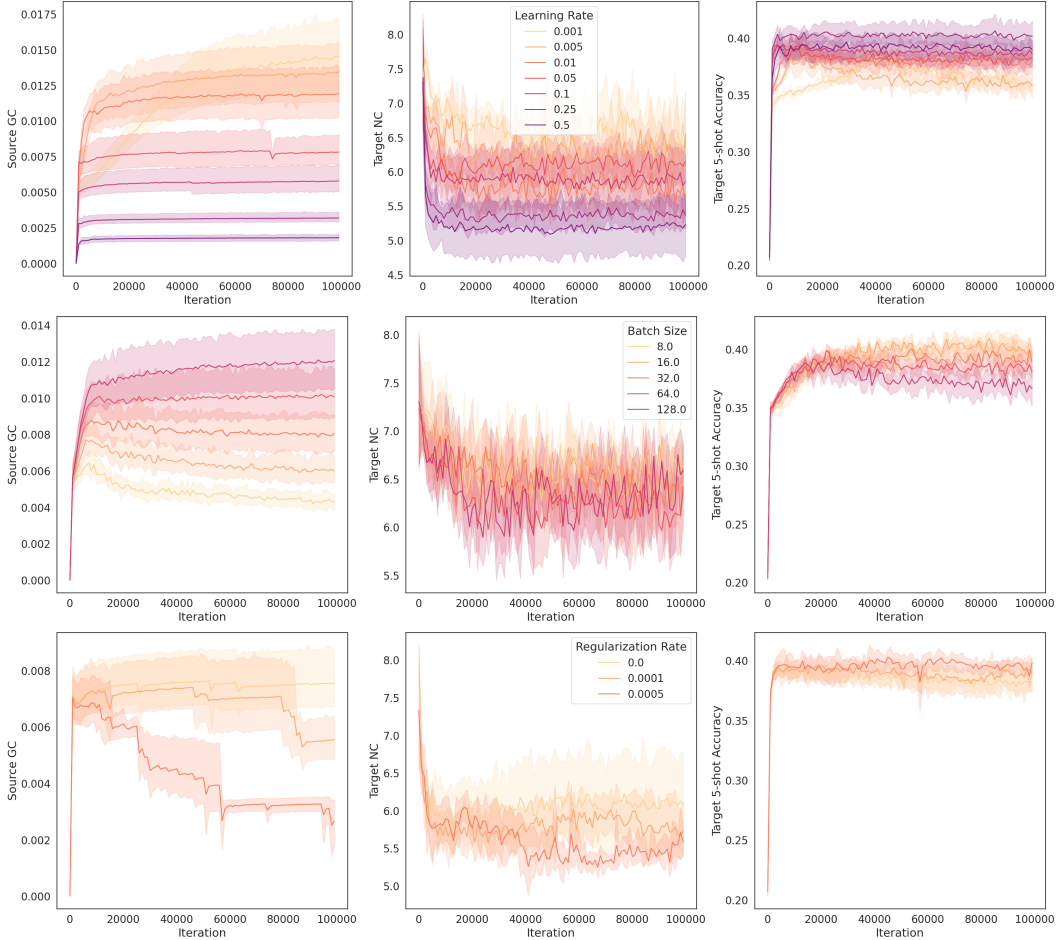 0.0175
0.0150
0.0125
0.0100
0.0075
0.0050
0.0025
0.0000
Source GC
0 20000 40000 60000 80000 100000
Iteration
8.0
7.5
7.0
6.5
6.0
5.5
5.0
4.5
Target NC
Learning Rate
0.001
0.005
0.01
0.05
0.1
0.25
0.5
0 20000 40000 60000 80000 100000
Iteration
0.40
0.35
0.30
0.25
0.20
Target 5-shot Accuracy
0 20000 40000 60000 80000 100000
Iteration
0.014
0.012
0.010
0.008
0.006
0.004
0.002
0.000
Source GC
0 20000 40000 60000 80000 100000
Iteration
8.0
7.5
7.0
6.5
6.0
5.5
Target NC
Batch Size
8.0
16.0
32.0
64.0
128.0
0 20000 40000 60000 80000 100000
Iteration
0.40
0.35
0.30
0.25
0.20
Target 5-shot Accuracy
0 20000 40000 60000 80000 100000
Iteration
0.008
0.006
0.004
0.002
0.000
Source GC
0 20000 40000 60000 80000 100000
Iteration
8.0
7.5
7.0
6.5
6.0
5.5
5.0
Target NC
Regularization Rate
0.0
0.0001
0.0005
0 20000 40000 60000 80000 100000
Iteration
0.40
0.35
0.30
0.25
0.20
Target 5-shot Accuracy
0 20000 40000 60000 80000 100000
Iteration